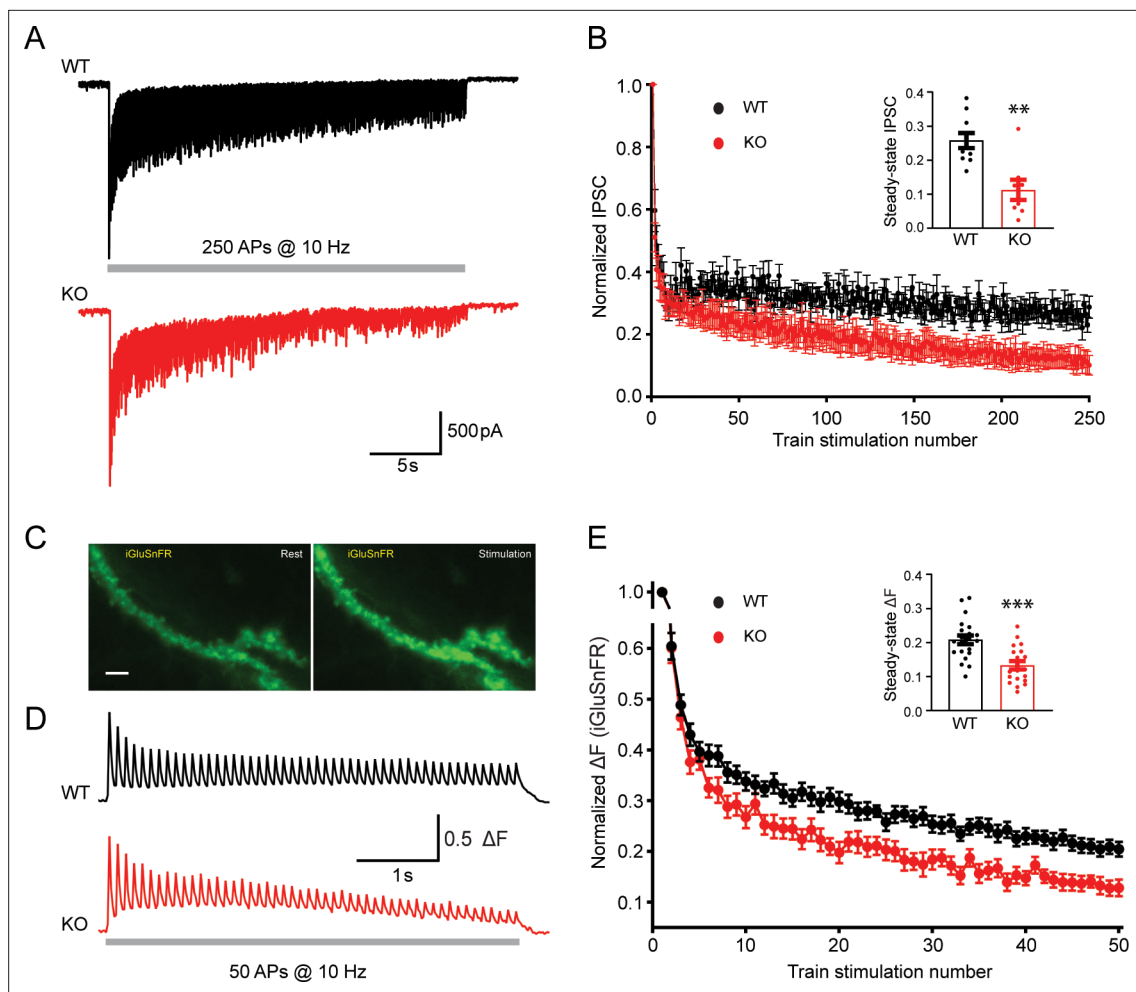 A
WT
250 APs @ 10 Hz
KO
500 pA
5 s
B
Normalized IPSC
1.0
0.8
0.6
0.4
0.2
0.0
0
50
100
150
200
250
Train stimulation number
WT
KO
Steady-state IPSC
0.4
0.3
0.2
0.1
0.0
**
WT
KO
C
iGluSnFR
Rest
iGluSnFR
Stimulation
D
WT
0.5 ΔF
1 s
KO
50 APs @ 10 Hz
E
Normalized ΔF (iGluSnFR)
1.0
0.6
0.5
0.4
0.3
0.2
0.1
0
10
20
30
40
50
Train stimulation number
WT
KO
Steady-state ΔF
0.4
0.3
0.2
0.1
0.0
***
WT
KO